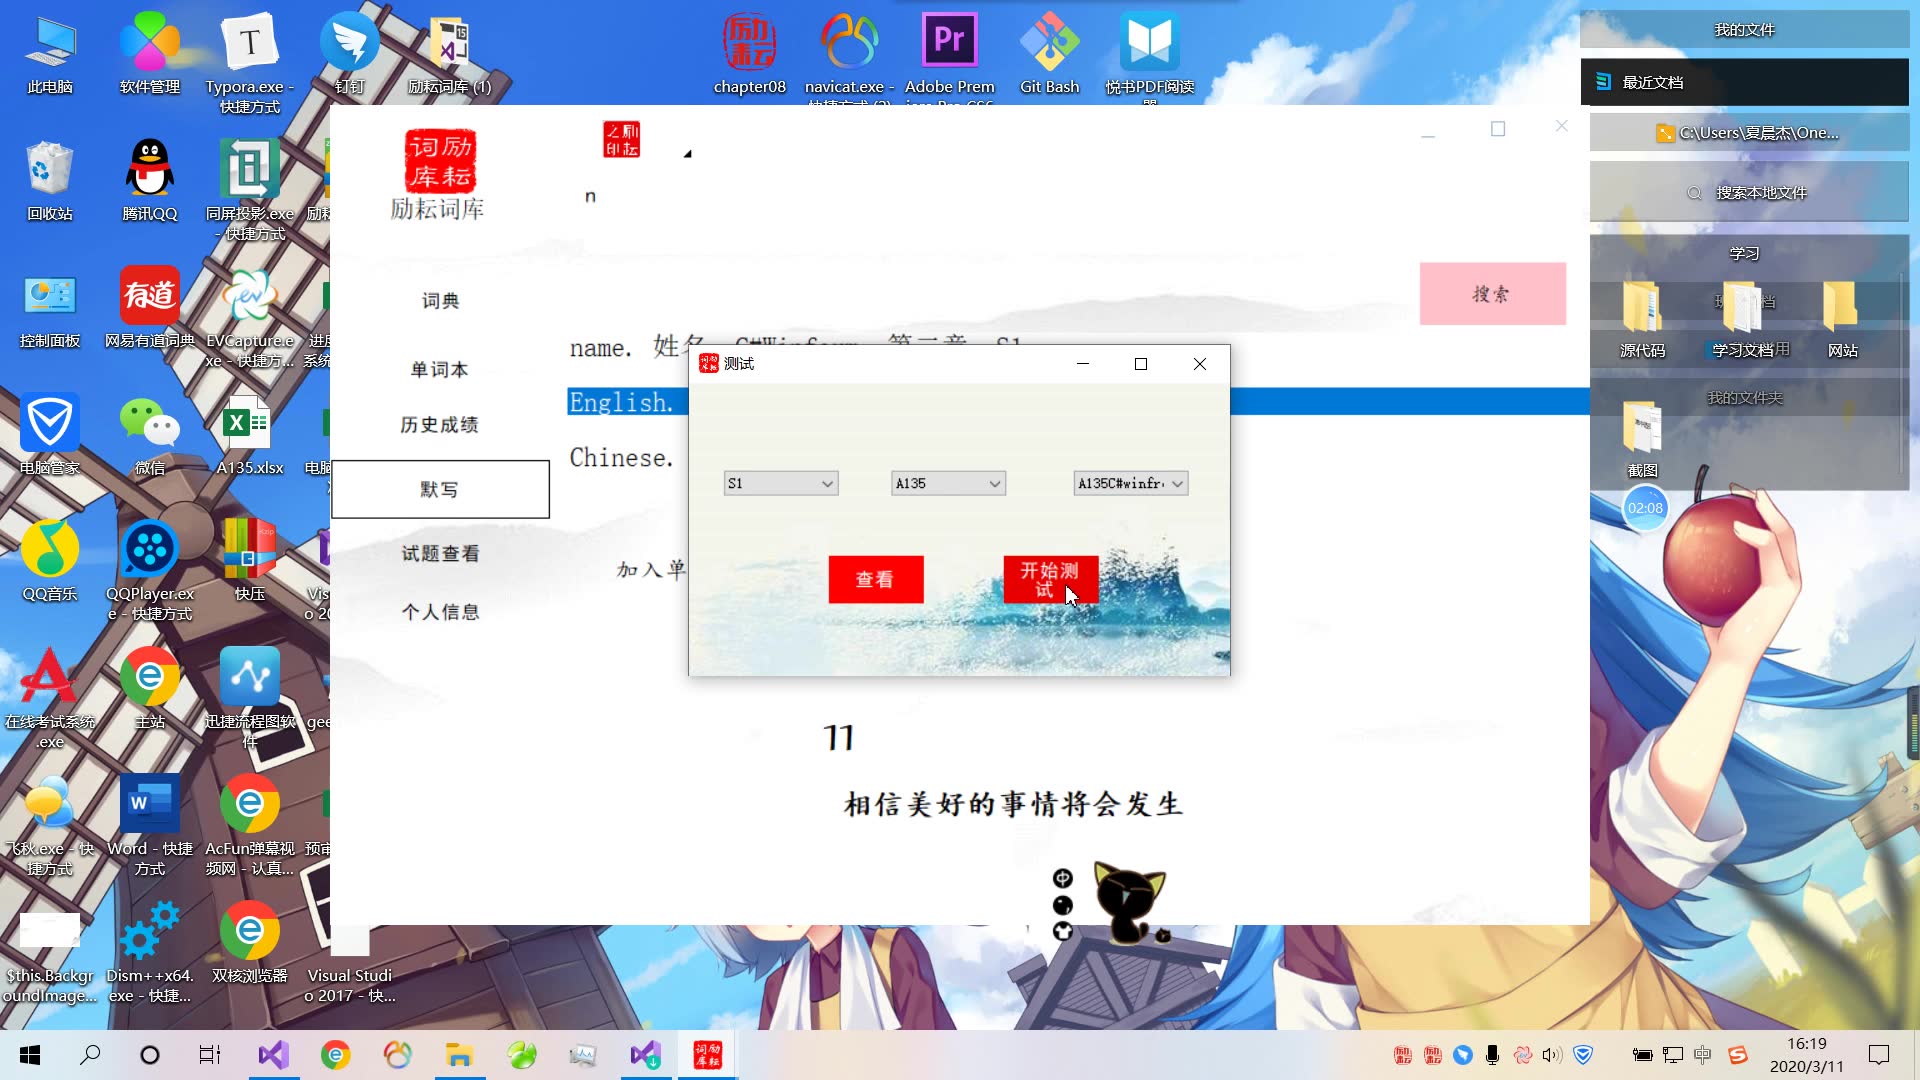 此电脑
软件管理
Typora.exe -
快捷方式
钉钉
励耘词库 (1)
chapter08
navicat.exe -
Adobe Prem
Git Bash
悦书PDF阅读
器
回收站
腾讯QQ
同屏投影.exe
- 快捷方式
控制面板
有道
网易有道词典
EVCapture.e
xe - 快捷方...
电脑管家
微信
A135.xlsx
QQ音乐
QQPlayer.ex
e - 快捷方式
快压
在线考试系统
.exe
主站
迅捷流程图软
件
飞秋.exe - 快
捷方式
Word - 快捷
方式
AcFun弹幕视
频网 - 认真...
$this.Backgr
oundImage...
Dism++x64.
exe - 快捷...
双核浏览器
Visual Studi
o 2017 - 快...
词励
库耘
励耘词库
n
词典
单词本
历史成绩
默写
试题查看
个人信息
搜索
name.
English.
Chinese.
加入单
测试
S1
A135
A135C#winfr
查看
开始测
试
11
相信美好的事情将会发生
我的文件
最近文档
C:\Users\夏晨杰\One...
搜索本地文件
学习
源代码
学习文档
网站
我的文件夹
截图
02:08
中
16:19
2020/3/11